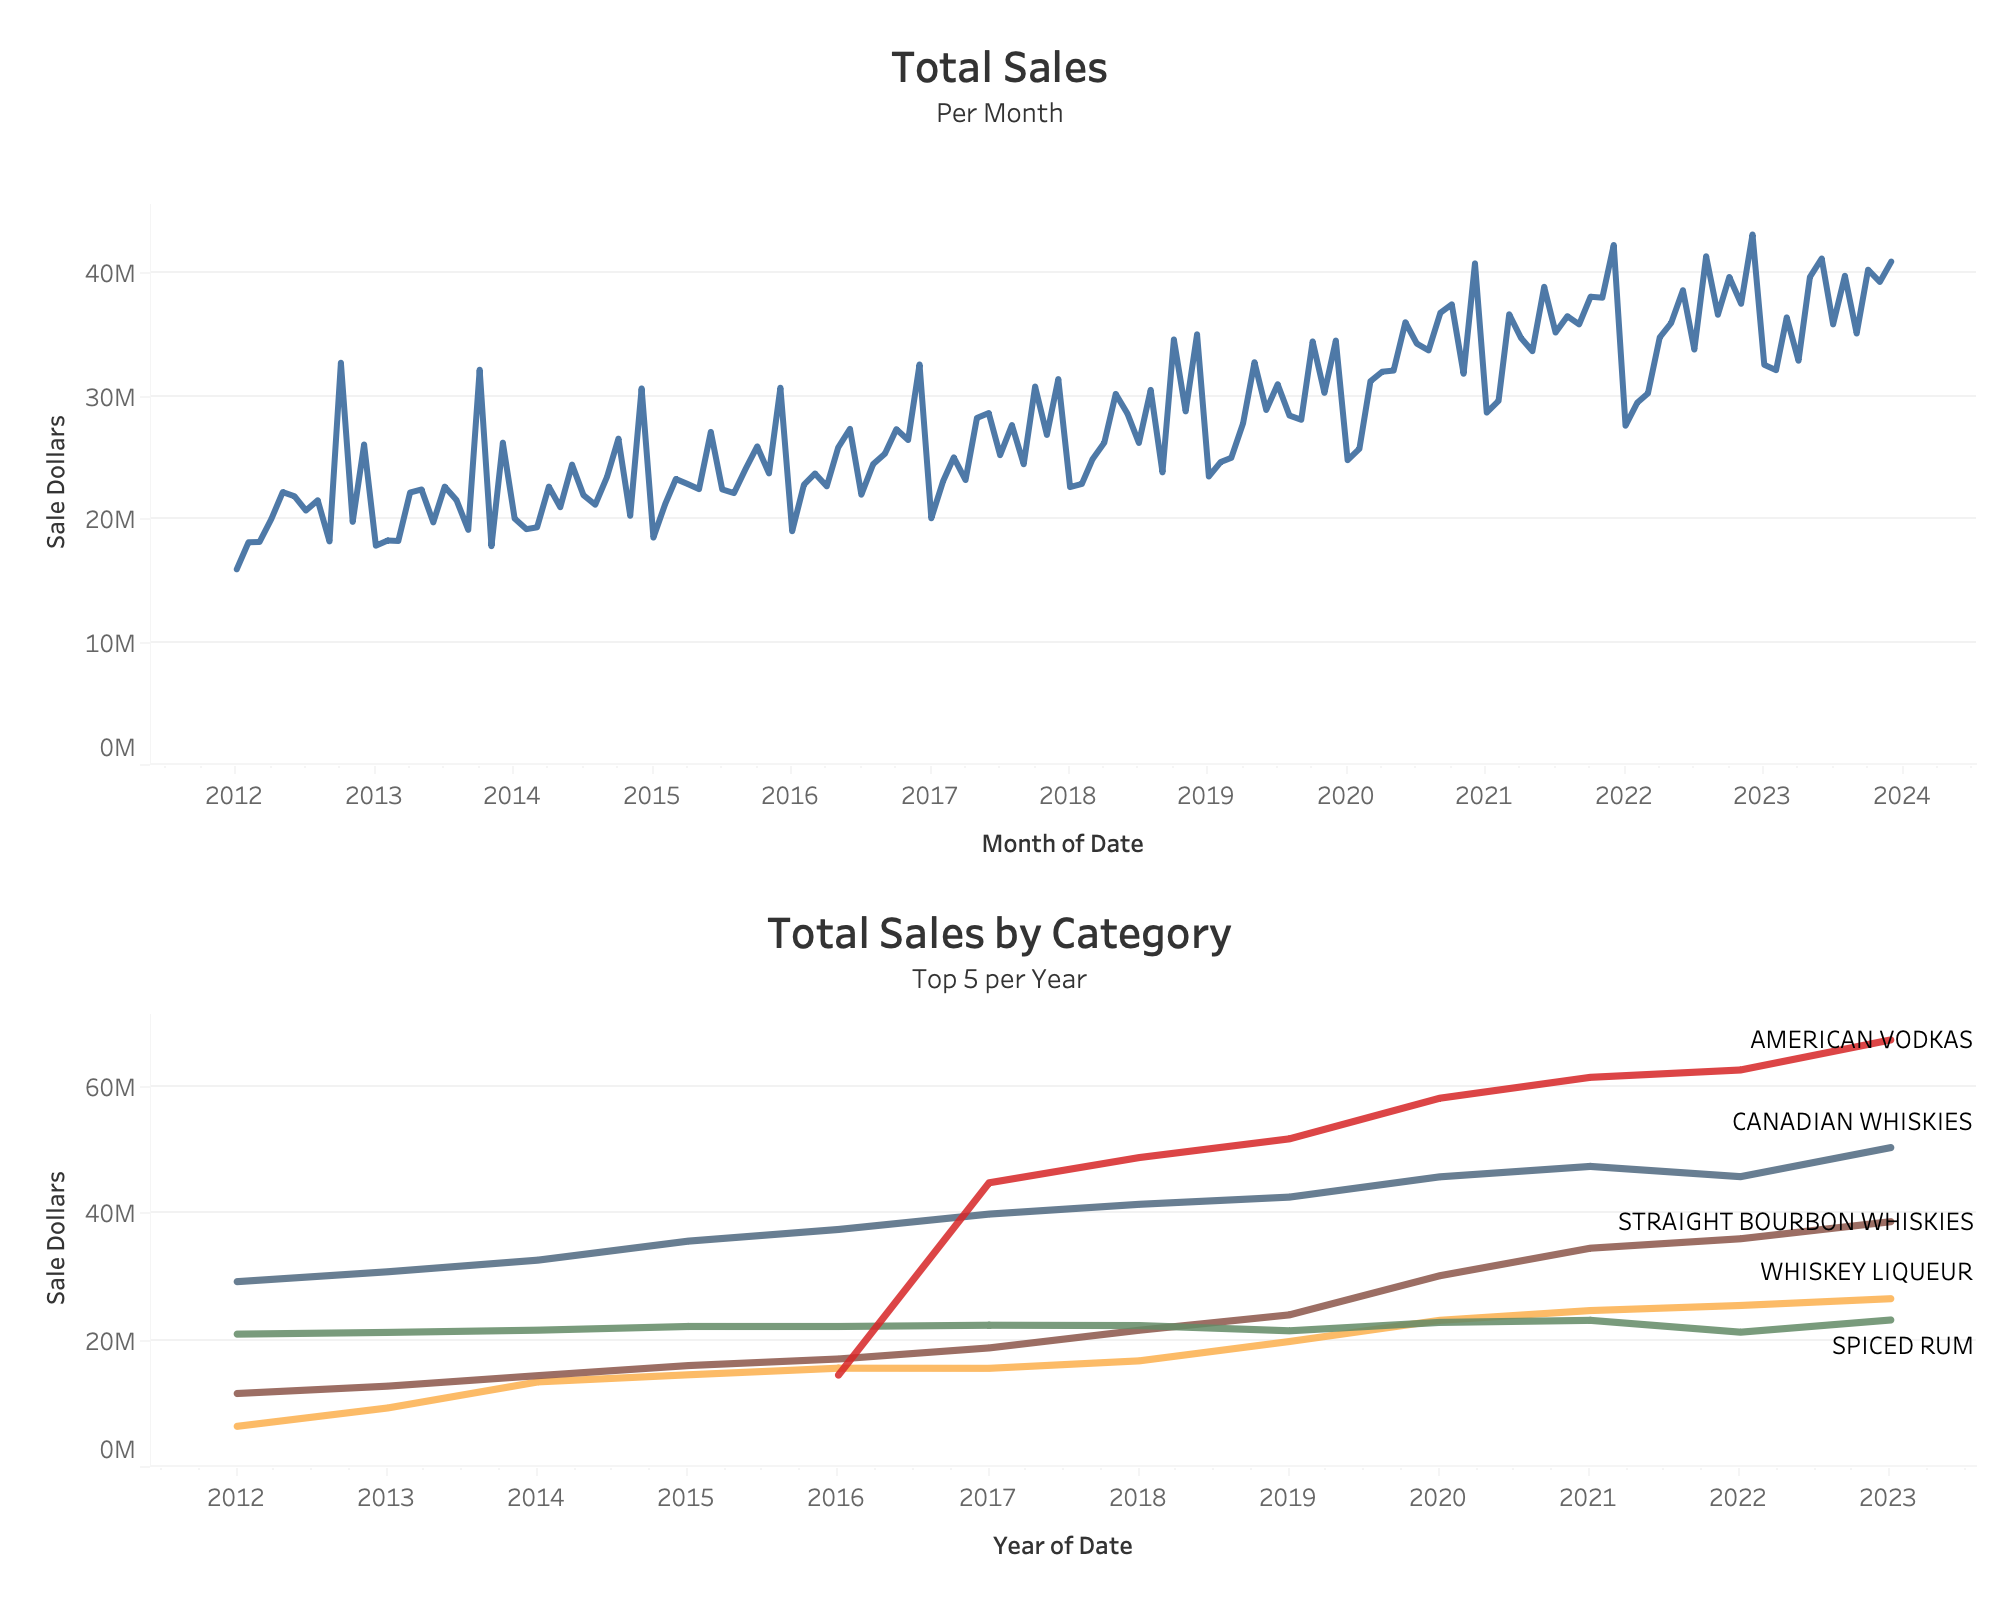 Total Sales
Per Month
Sale Dollars
40M
30M
20M
10M
0M
2012 2013 2014 2015 2016 2017 2018 2019 2020 2021 2022 2023 2024
Month of Date
Total Sales by Category
Top 5 per Year
Sale Dollars
60M
40M
20M
0M
AMERICAN VODKAS
CANADIAN WHISKIES
STRAIGHT BOURBON WHISKIES
WHISKEY LIQUEUR
SPICED RUM
2012 2013 2014 2015 2016 2017 2018 2019 2020 2021 2022 2023
Year of Date